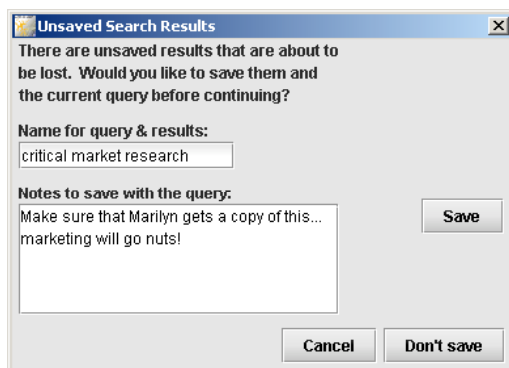 Unsaved Search Results
There are unsaved results that are about to
be lost. Would you like to save them and
the current query before continuing?
Name for query & results:
critical market research
Notes to save with the query:
Make sure that Marilyn gets a copy of this...
marketing will go nuts!
Save
Cancel
Don't save